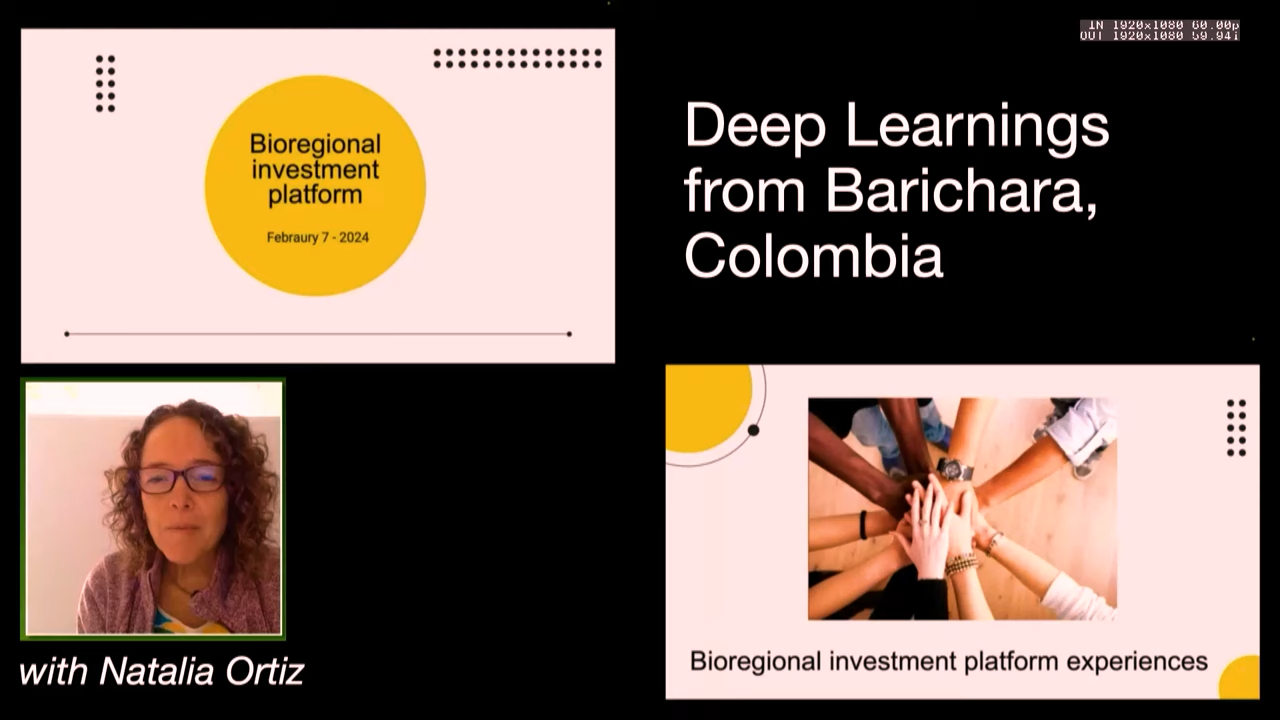 IN 1920x1080 60.00p
OUT 1920x1080 59.94i
Bioregional
investment
platform
Febraury 7 - 2024
Deep Learnings
from Barichara,
Colombia
with Natalia Ortiz
Bioregional investment platform experiences